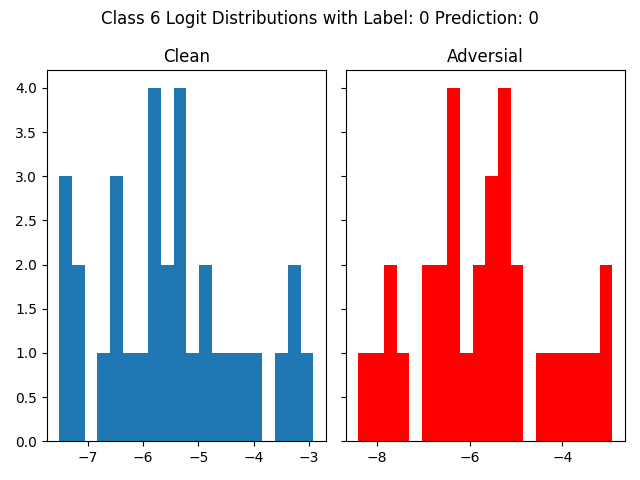 Class 6 Logit Distributions with Label: 0 Prediction: 0
Clean
Adversial
4.0
3.5
3.0
2.5
2.0
1.5
1.0
0.5
0.0
−7 −6 −5 −4 −3
−8 −6 −4